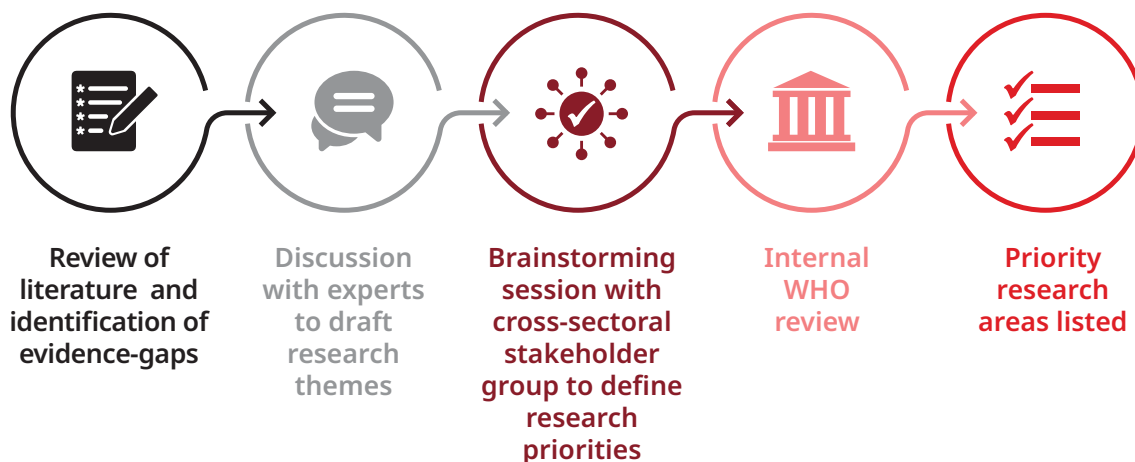 Review of
literature and
identification of
evidence-gaps
Discussion
with experts
to draft
research
themes
Brainstorming
session with
cross-sectoral
stakeholder
group to define
research
priorities
Internal
WHO
review
Priority
research
areas listed